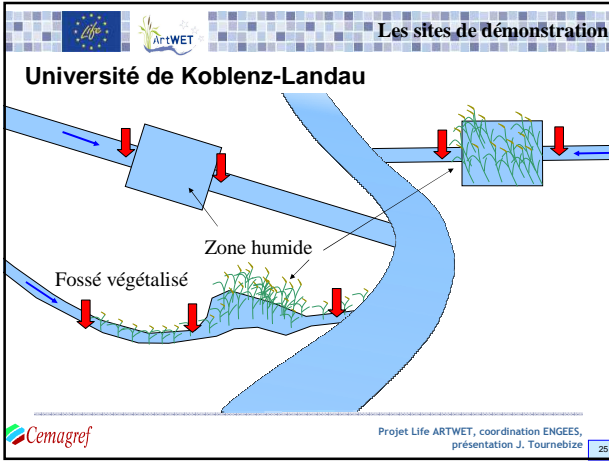 Life
ArtWET
Les sites de démonstration
Université de Koblenz-Landau
Zone humide
Fossé végétalisé
Cemagref
Projet Life ARTWET, coordination ENGEES,
présentation J. Tournebize
25